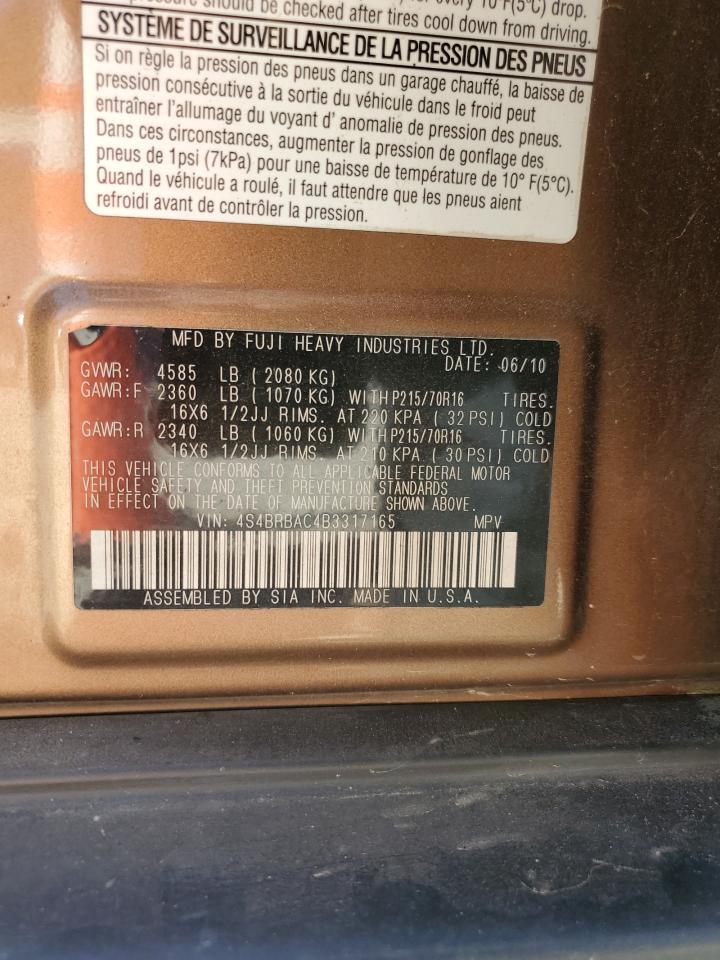 for every 10°F(5°C) drop.
pressure should be checked after tires cool down from driving.
SYSTÈME DE SURVEILLANCE DE LA PRESSION DES PNEUS
Si on règle la pression des pneus dans un garage chauffé, la baisse de
pression consécutive à la sortie du véhicule dans le froid peut
entraîner l'allumage du voyant d' anomalie de pression des pneus.
Dans ces circonstances, augmenter la pression de gonflage des
pneus de 1psi (7kPa) pour une baisse de température de 10° F(5°C).
Quand le véhicule a roulé, il faut attendre que les pneus aient
refroidi avant de contrôler la pression.
MFD BY FUJI HEAVY INDUSTRIES LTD.
DATE: 06/10
GVWR: 4585 LB ( 2080 KG)
GAWR:F 2360 LB ( 1070 KG) WITH P215/70R16 TIRES.
16X6 1/2JJ RIMS. AT 220 KPA ( 32 PSI) COLD
GAWR:R 2340 LB ( 1060 KG) WITH P215/70R16 TIRES.
16X6 1/2JJ RIMS. AT 210 KPA ( 30 PSI) COLD
THIS VEHICLE CONFORMS TO ALL APPLICABLE FEDERAL MOTOR
VEHICLE SAFETY AND THEFT PREVENTION STANDARDS
IN EFFECT ON THE DATE OF MANUFACTURE SHOWN ABOVE.
VIN: 4S4BRBAC4B3317165 MPV
ASSEMBLED BY SIA INC. MADE IN U.S.A.